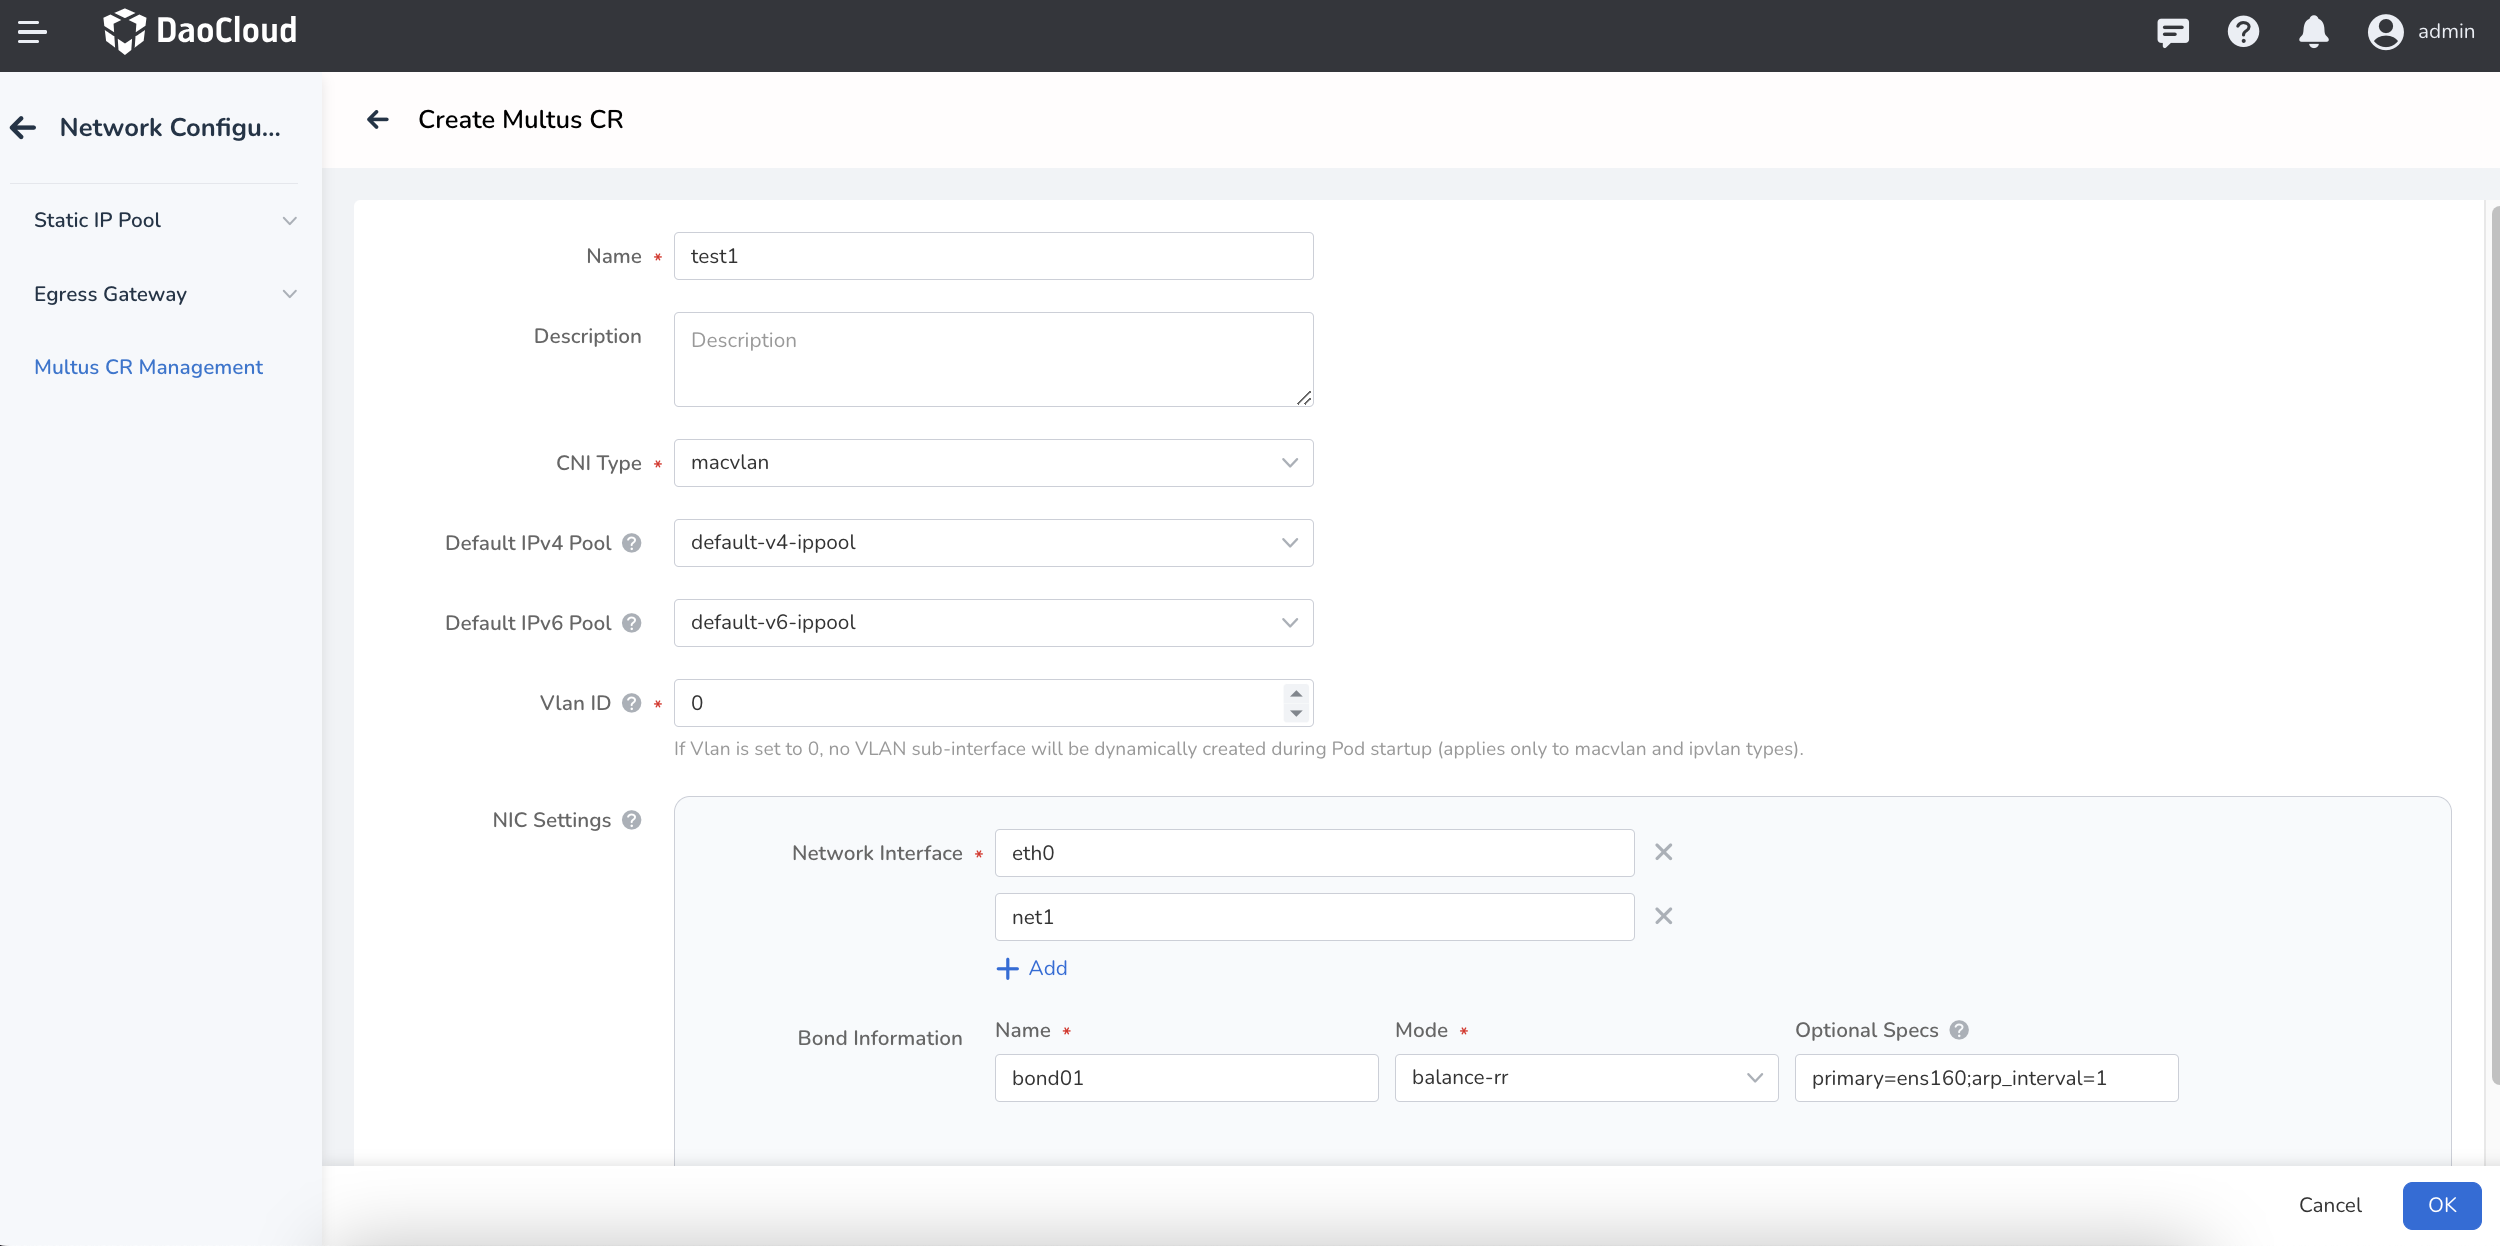 DaoCloud
admin
Network Configu...
Create Multus CR
Static IP Pool
Egress Gateway
Multus CR Management
Name *
test1
Description
Description
CNI Type *
macvlan
Default IPv4 Pool ?
default-v4-ippool
Default IPv6 Pool ?
default-v6-ippool
Vlan ID ? *
0
If Vlan is set to 0, no VLAN sub-interface will be dynamically created during Pod startup (applies only to macvlan and ipvlan types).
NIC Settings ?
Network Interface *
eth0
net1
Add
Bond Information
Name *
Mode *
Optional Specs ?
bond01
balance-rr
primary=ens160;arp_interval=1
Cancel
OK